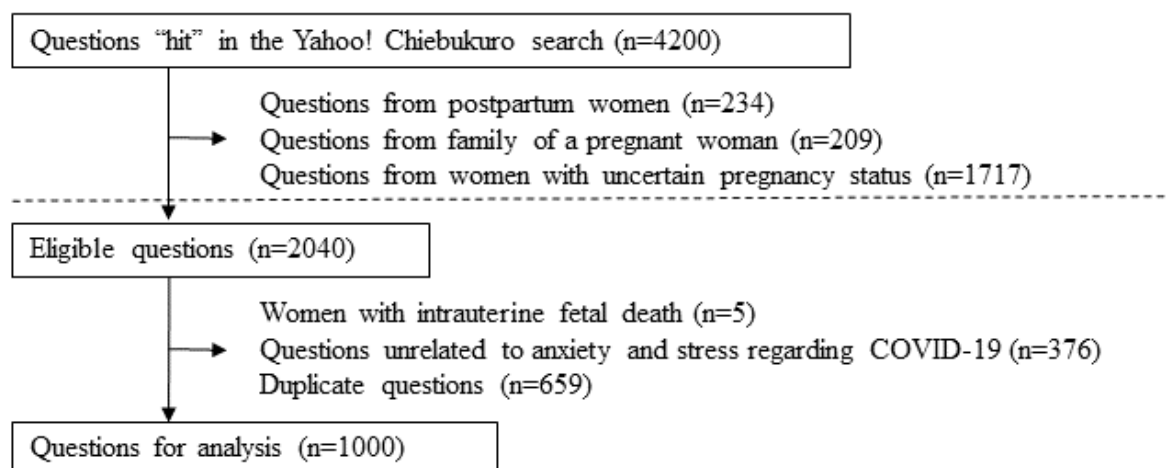 Questions “hit” in the Yahoo! Chiebukuro search (n=4200)
Questions from postpartum women (n=234)
Questions from family of a pregnant woman (n=209)
Questions from women with uncertain pregnancy status (n=1717)
Eligible questions (n=2040)
Women with intrauterine fetal death (n=5)
Questions unrelated to anxiety and stress regarding COVID-19 (n=376)
Duplicate questions (n=659)
Questions for analysis (n=1000)